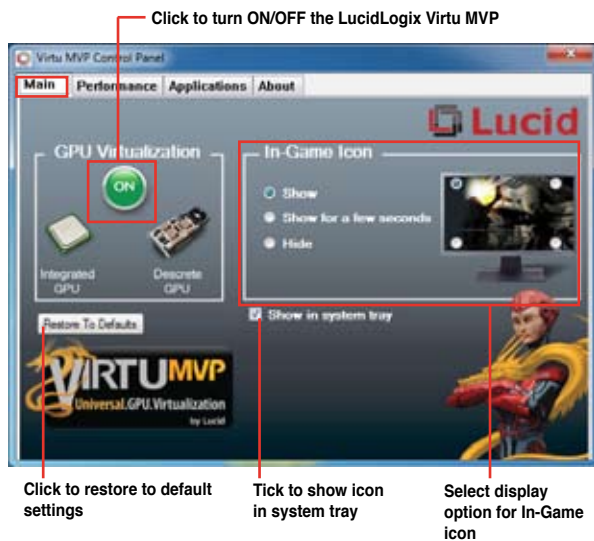 Click to turn ON/OFF the LucidLogix Virtu MVP
Virtu MVP Control Panel
Main Performance Applications About
Lucid
GPU Virtualization
In-Game Icon
ON
Show
Show for a few seconds
Hide
Integrated
GPU
Descrete
GPU
Restore To Defaults
Show in system tray
VIRTU MVP
Universal.GPU.Virtualization
by Lucid
Click to restore to default
settings
Tick to show icon
in system tray
Select display
option for In-Game
icon